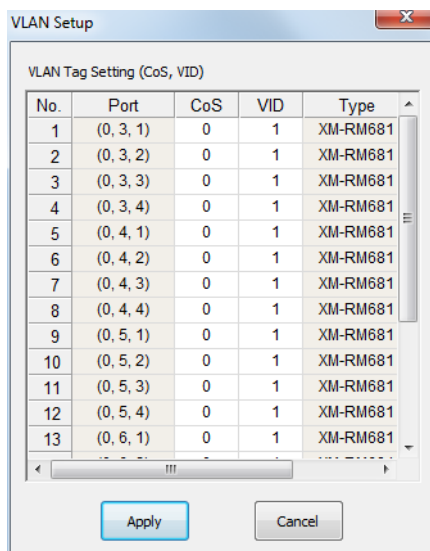 VLAN Setup
VLAN Tag Setting (CoS, VID)
No. Port CoS VID Type
1 (0, 3, 1) 0 1 XM-RM681
2 (0, 3, 2) 0 1 XM-RM681
3 (0, 3, 3) 0 1 XM-RM681
4 (0, 3, 4) 0 1 XM-RM681
5 (0, 4, 1) 0 1 XM-RM681
6 (0, 4, 2) 0 1 XM-RM681
7 (0, 4, 3) 0 1 XM-RM681
8 (0, 4, 4) 0 1 XM-RM681
9 (0, 5, 1) 0 1 XM-RM681
10 (0, 5, 2) 0 1 XM-RM681
11 (0, 5, 3) 0 1 XM-RM681
12 (0, 5, 4) 0 1 XM-RM681
13 (0, 6, 1) 0 1 XM-RM681
Apply Cancel